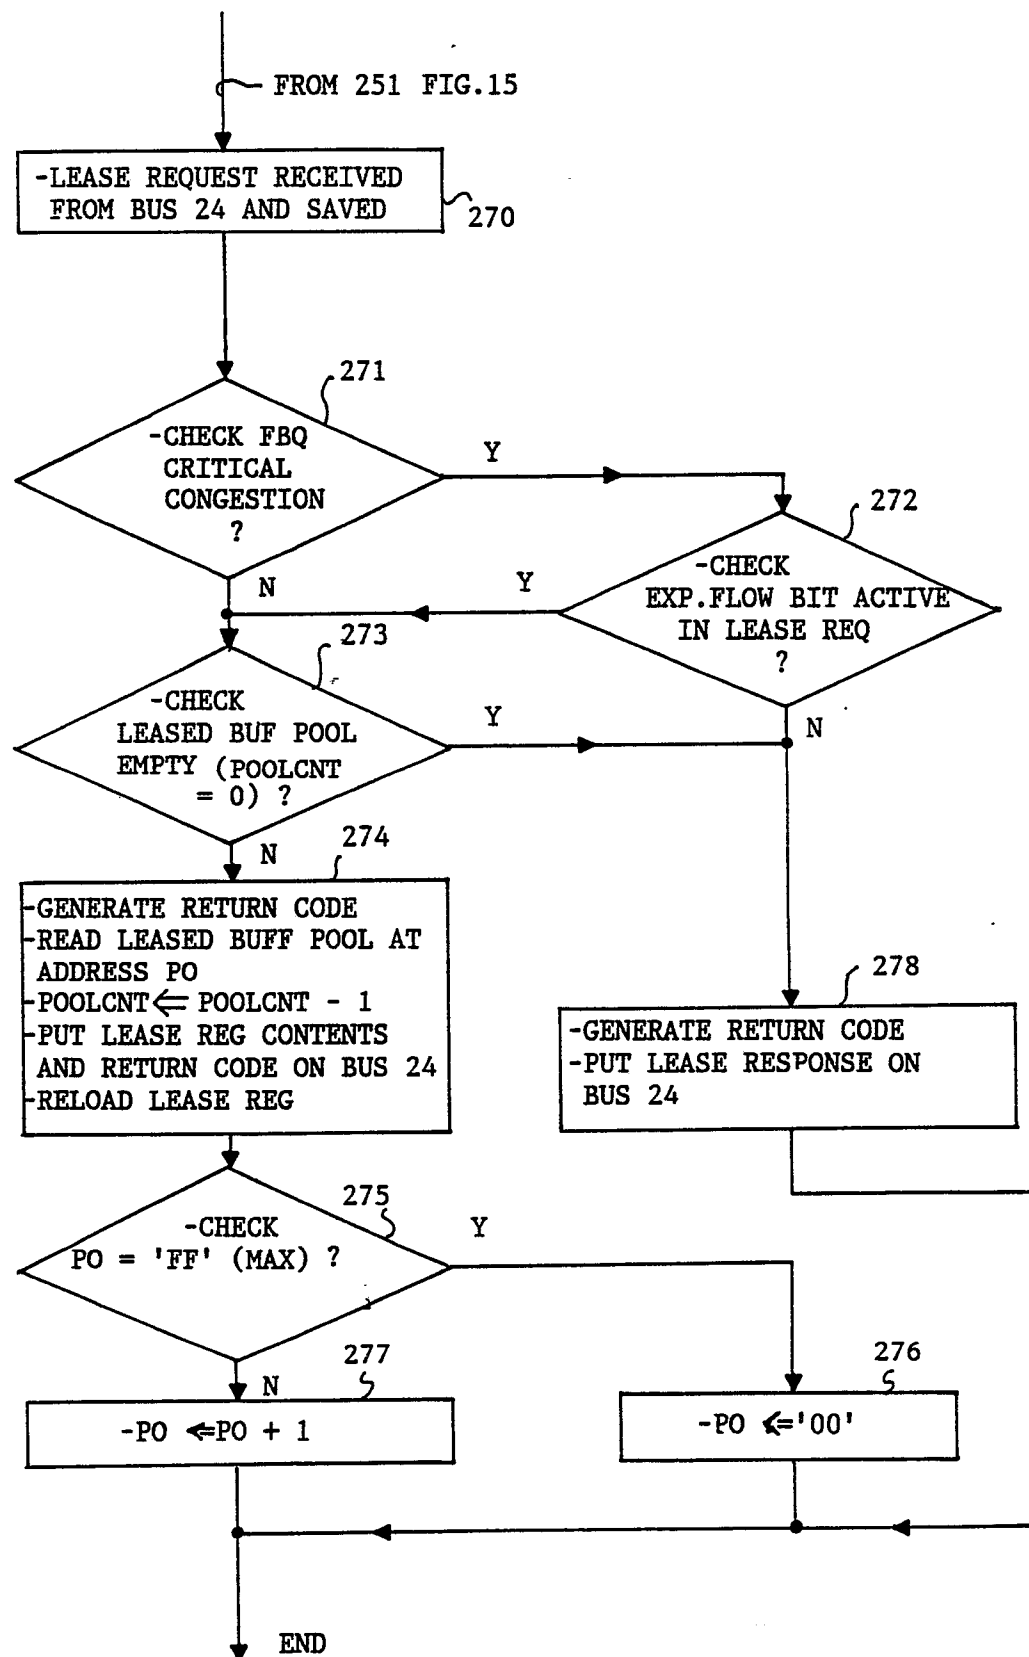 FROM 251 FIG.15
-LEASE REQUEST RECEIVED
FROM BUS 24 AND SAVED
270
271
-CHECK FBQ
CRITICAL
CONGESTION
?
Y
N
272
-CHECK
EXP.FLOW BIT ACTIVE
IN LEASE REQ
?
Y
N
273
-CHECK
LEASED BUF POOL
EMPTY (POOLCNT
= 0) ?
Y
N
274
-GENERATE RETURN CODE
-READ LEASED BUFF POOL AT
ADDRESS PO
-POOLCNT⇐ POOLCNT - 1
-PUT LEASE REG CONTENTS
AND RETURN CODE ON BUS 24
-RELOAD LEASE REG
278
-GENERATE RETURN CODE
-PUT LEASE RESPONSE ON
BUS 24
275
-CHECK
PO = 'FF' (MAX) ?
Y
N
277
-PO ⇐PO + 1
276
-PO ⇐'00'
END